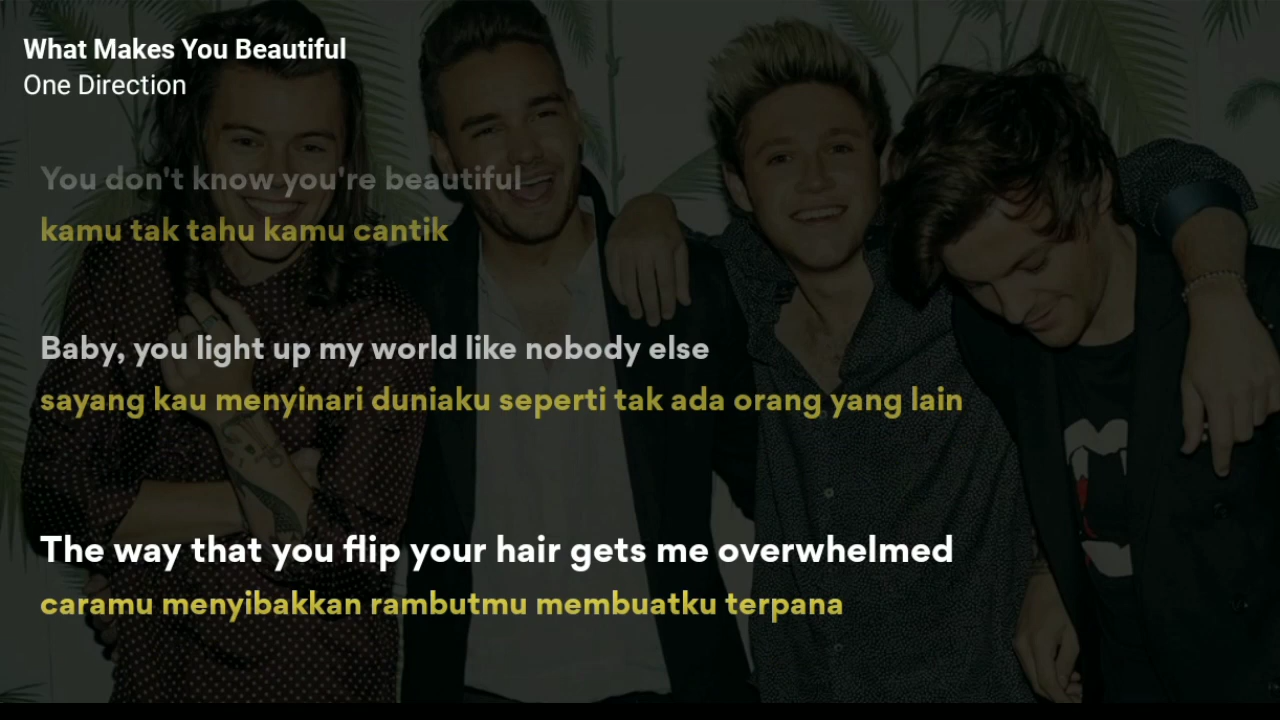 What Makes You Beautiful
One Direction
You don't know you're beautiful
kamu tak tahu kamu cantik
Baby, you light up my world like nobody else
sayang kau menyinari duniaku seperti tak ada orang yang lain
The way that you flip your hair gets me overwhelmed
caramu menyibakkan rambutmu membuatku terpana